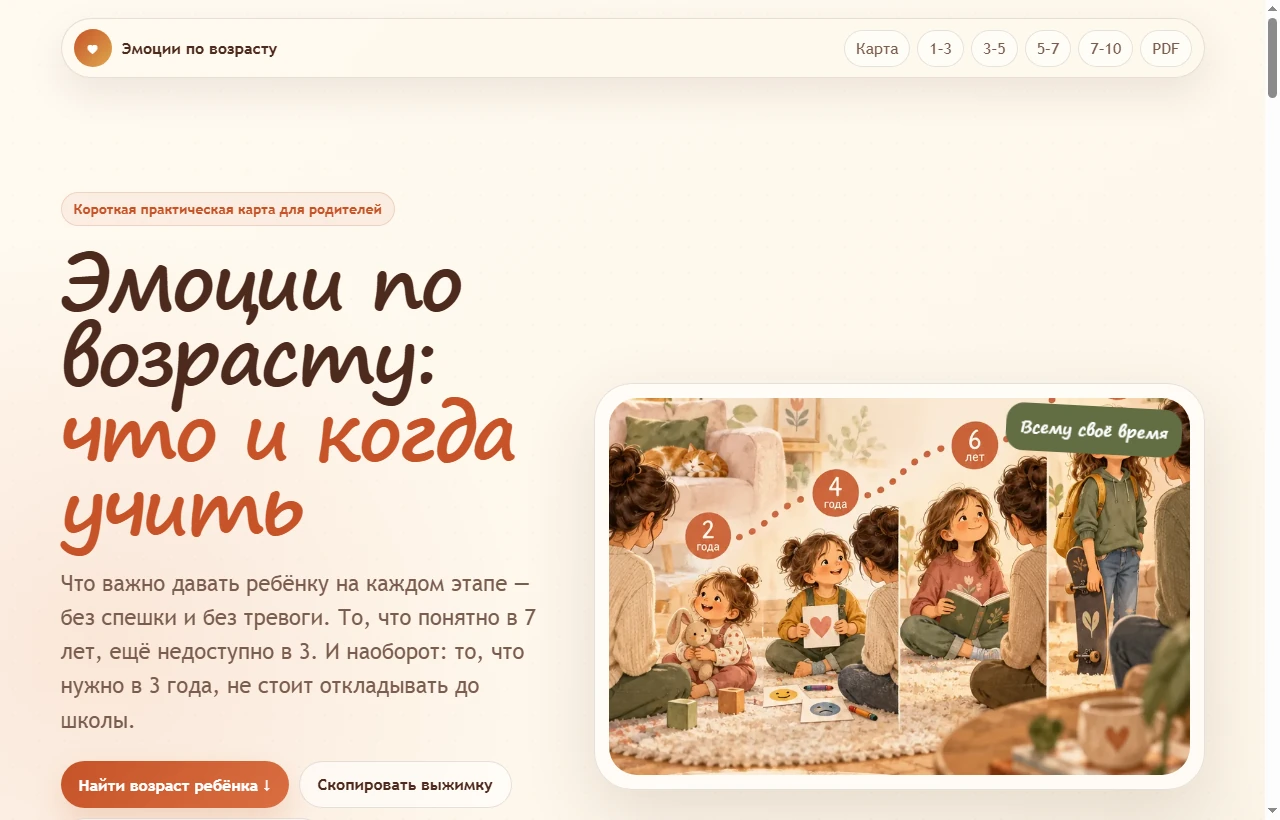 Эмоции по возрасту
Карта
1-3
3-5
5-7
7-10
PDF
Короткая практическая карта для родителей
Эмоции по
возрасту:
что и когда
учить
Что важно давать ребёнку на каждом этапе —
без спешки и без тревоги. То, что понятно в 7
лет, ещё недоступно в 3. И наоборот: то, что
нужно в 3 года, не стоит откладывать до
школы.
Найти возраст ребёнка ↓
Скопировать выжимку
2
года
4
года
6
лет
Всему своё время